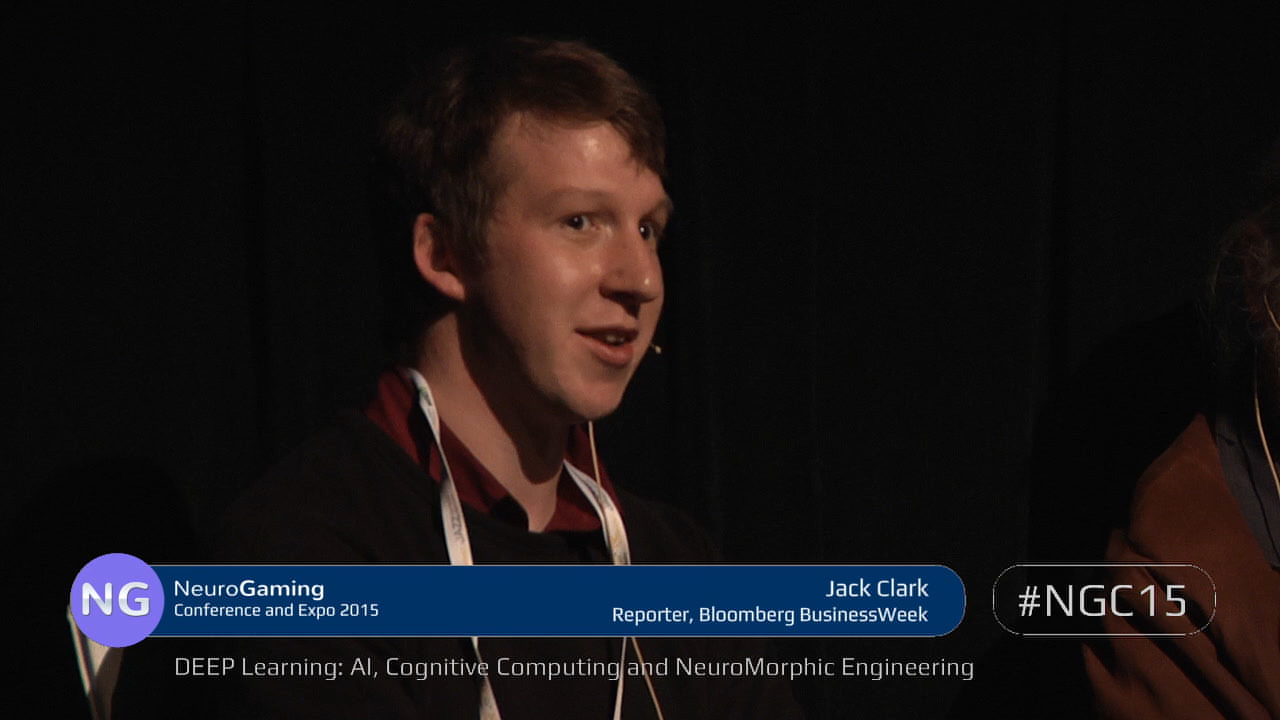 NG
NeuroGaming
Conference and Expo 2015
Jack Clark
Reporter, Bloomberg BusinessWeek
#NGC15
DEEP Learning: AI, Cognitive Computing and NeuroMorphic Engineering